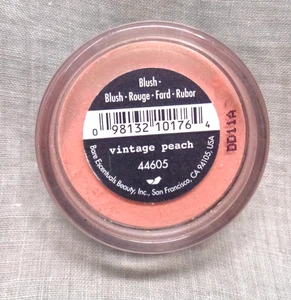 Blush •
Blush • Rouge • Fard • Rubor
0 98132 10176 4
vintage peach
44605
Bare Escentuals Beauty, Inc., San Francisco, CA 94105, USA
DD11A